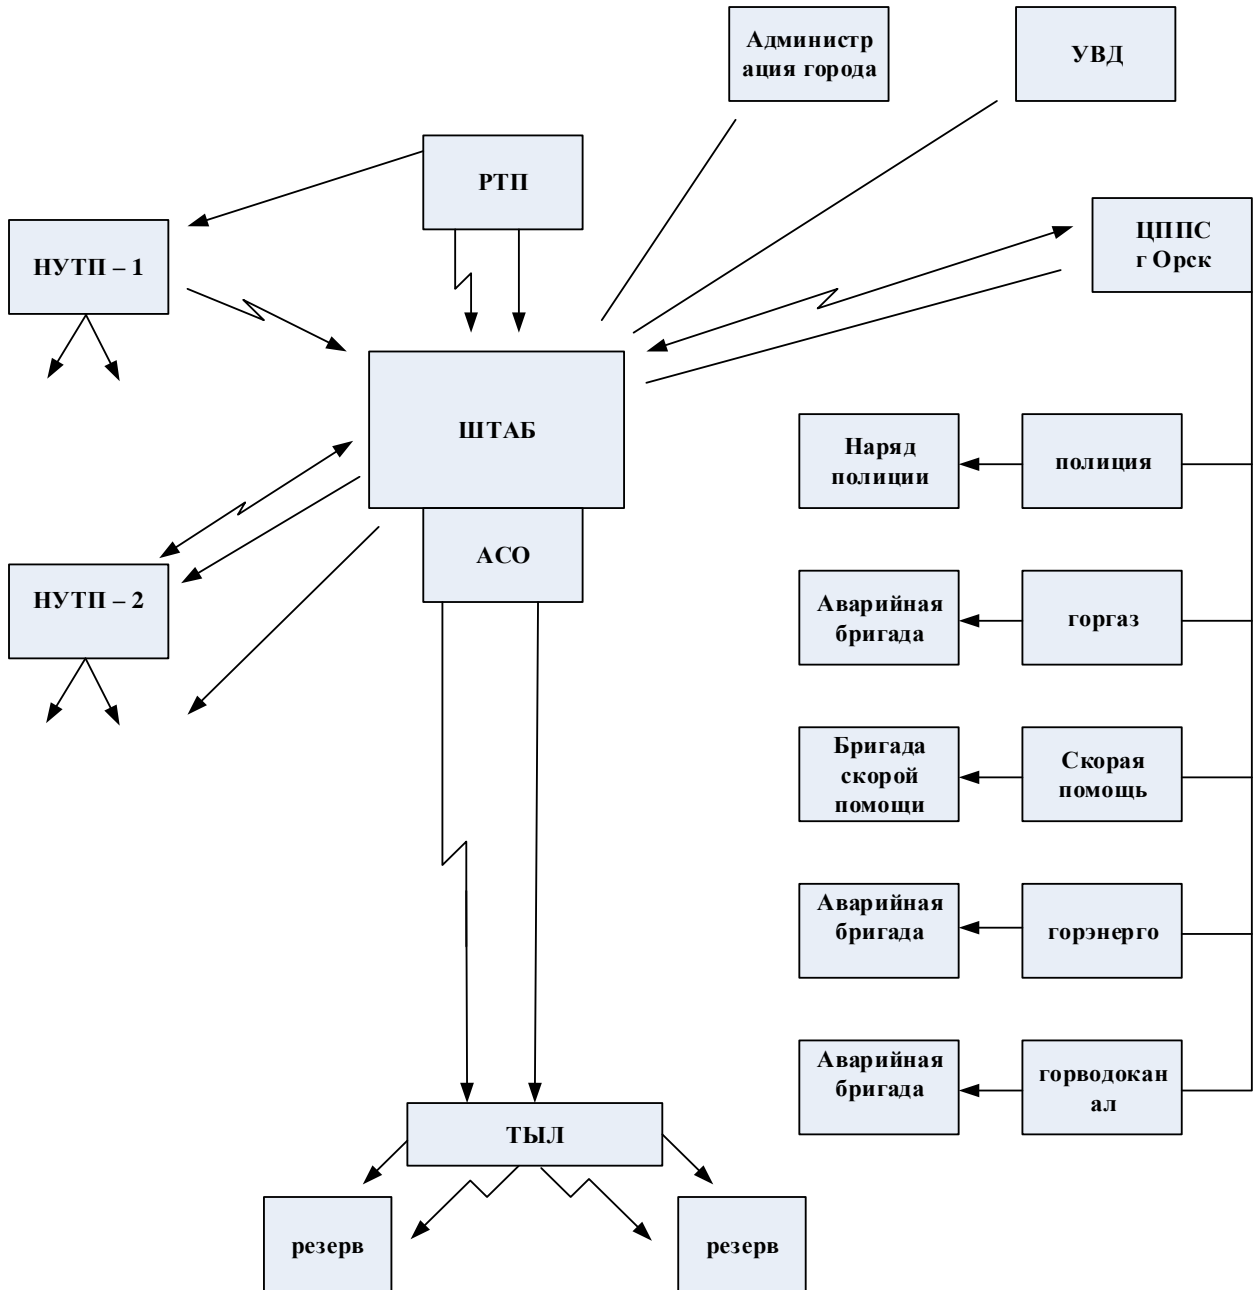 Администр
ация города
УВД
РТП
ЦППС
г Орск
НУТП – 1
ШТАБ
Наряд
полиции
полиция
АСО
НУТП – 2
Аварийная
бригада
горгаз
Бригада
скорой
помощи
Скорая
помощь
Аварийная
бригада
горэнерго
Аварийная
бригада
горводокан
ал
ТЫЛ
резерв
резерв